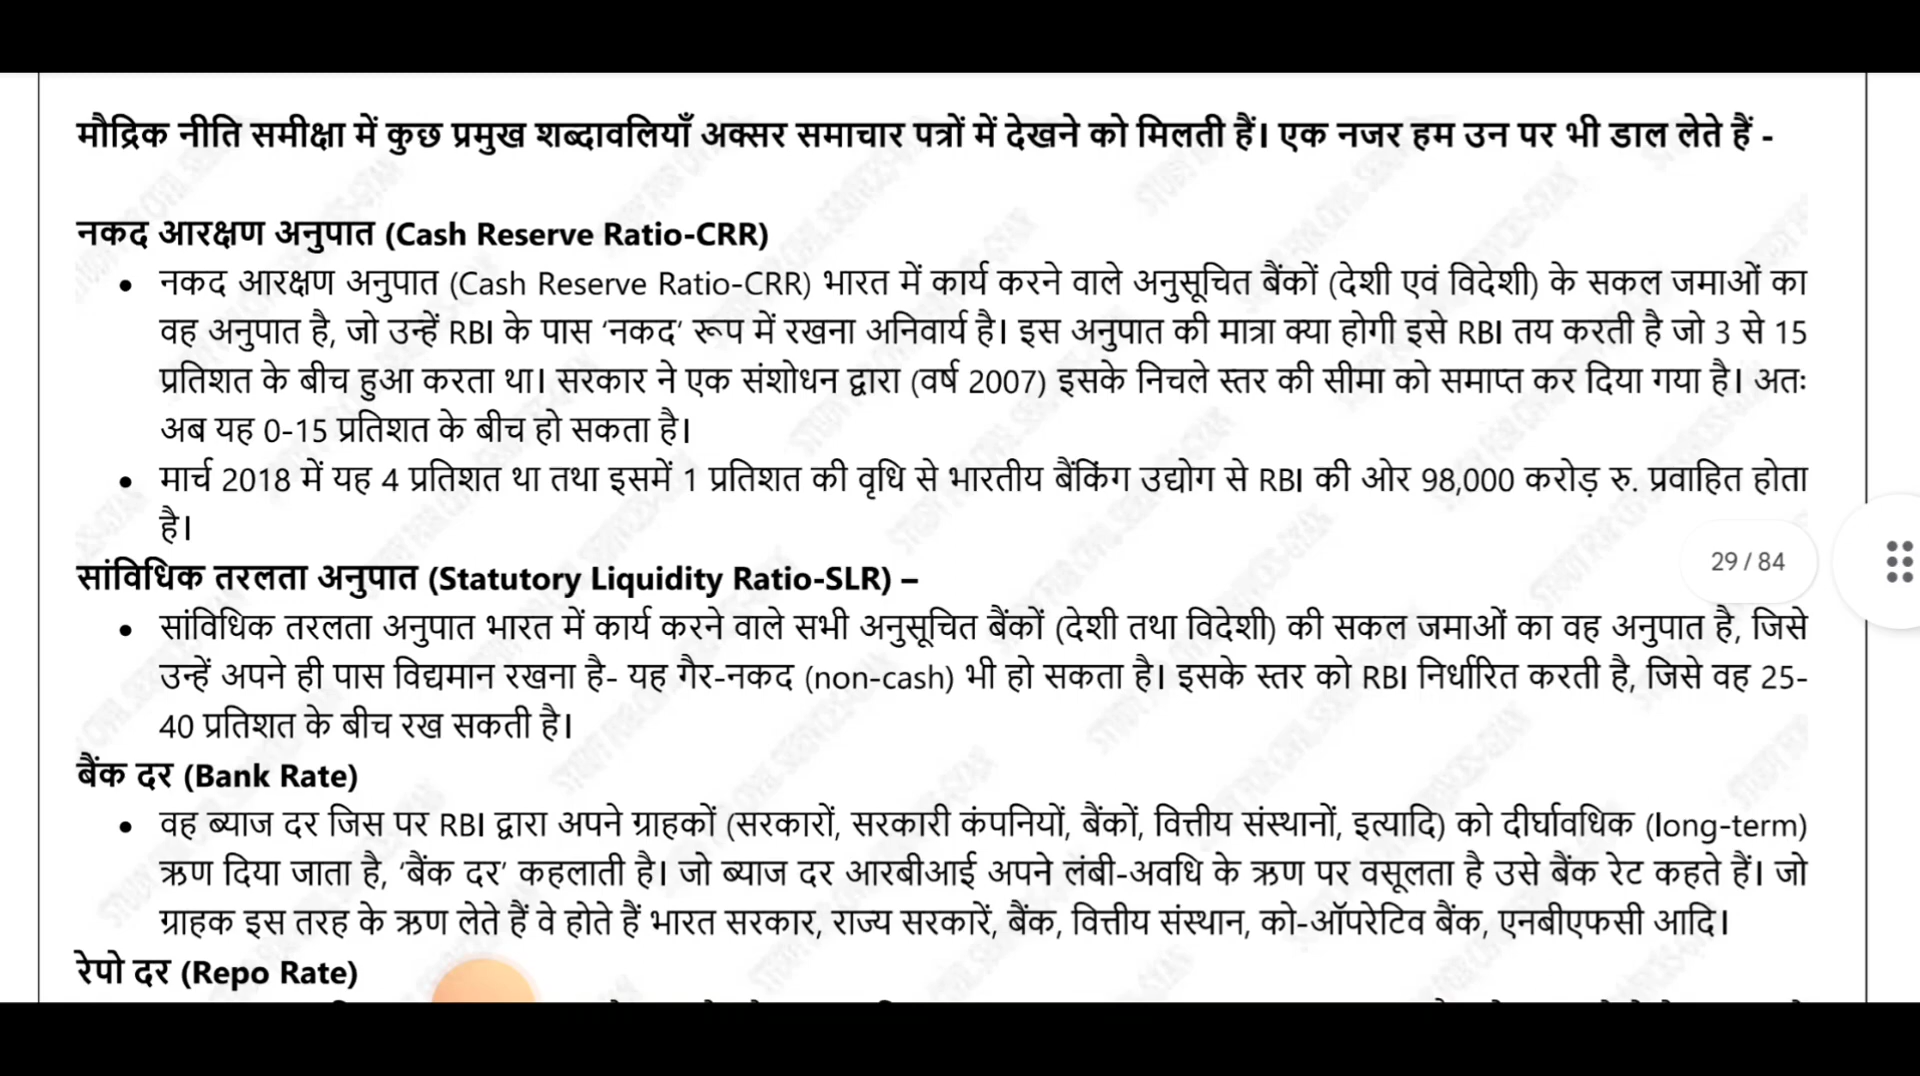 मौद्रिक नीति समीक्षा में कुछ प्रमुख शब्दावलियाँ अक्सर समाचार पत्रों में देखने को मिलती हैं। एक नजर हम उन पर भी डाल लेते हैं -
नकद आरक्षण अनुपात (Cash Reserve Ratio-CRR)
• नकद आरक्षण अनुपात (Cash Reserve Ratio-CRR) भारत में कार्य करने वाले अनुसूचित बैंकों (देशी एवं विदेशी) के सकल जमाओं का
वह अनुपात है, जो उन्हें RBI के पास ‘नकद’ रूप में रखना अनिवार्य है। इस अनुपात की मात्रा क्या होगी इसे RBI तय करती है जो 3 से 15
प्रतिशत के बीच हुआ करता था। सरकार ने एक संशोधन द्वारा (वर्ष 2007) इसके निचले स्तर की सीमा को समाप्त कर दिया गया है। अतः
अब यह 0-15 प्रतिशत के बीच हो सकता है।
• मार्च 2018 में यह 4 प्रतिशत था तथा इसमें 1 प्रतिशत की वृधि से भारतीय बैंकिंग उद्योग से RBI की ओर 98,000 करोड़ रु. प्रवाहित होता
है।
29 / 84
सांविधिक तरलता अनुपात (Statutory Liquidity Ratio-SLR) –
• सांविधिक तरलता अनुपात भारत में कार्य करने वाले सभी अनुसूचित बैंकों (देशी तथा विदेशी) की सकल जमाओं का वह अनुपात है, जिसे
उन्हें अपने ही पास विद्यमान रखना है- यह गैर-नकद (non-cash) भी हो सकता है। इसके स्तर को RBI निर्धारित करती है, जिसे वह 25-
40 प्रतिशत के बीच रख सकती है।
बैंक दर (Bank Rate)
• वह ब्याज दर जिस पर RBI द्वारा अपने ग्राहकों (सरकारों, सरकारी कंपनियों, बैंकों, वित्तीय संस्थानों, इत्यादि) को दीर्घावधिक (long-term)
ऋण दिया जाता है, ‘बैंक दर’ कहलाती है। जो ब्याज दर आरबीआई अपने लंबी-अवधि के ऋण पर वसूलता है उसे बैंक रेट कहते हैं। जो
ग्राहक इस तरह के ऋण लेते हैं वे होते हैं भारत सरकार, राज्य सरकारें, बैंक, वित्तीय संस्थान, को-ऑपरेटिव बैंक, एनबीएफसी आदि।
रेपो दर (Repo Rate)